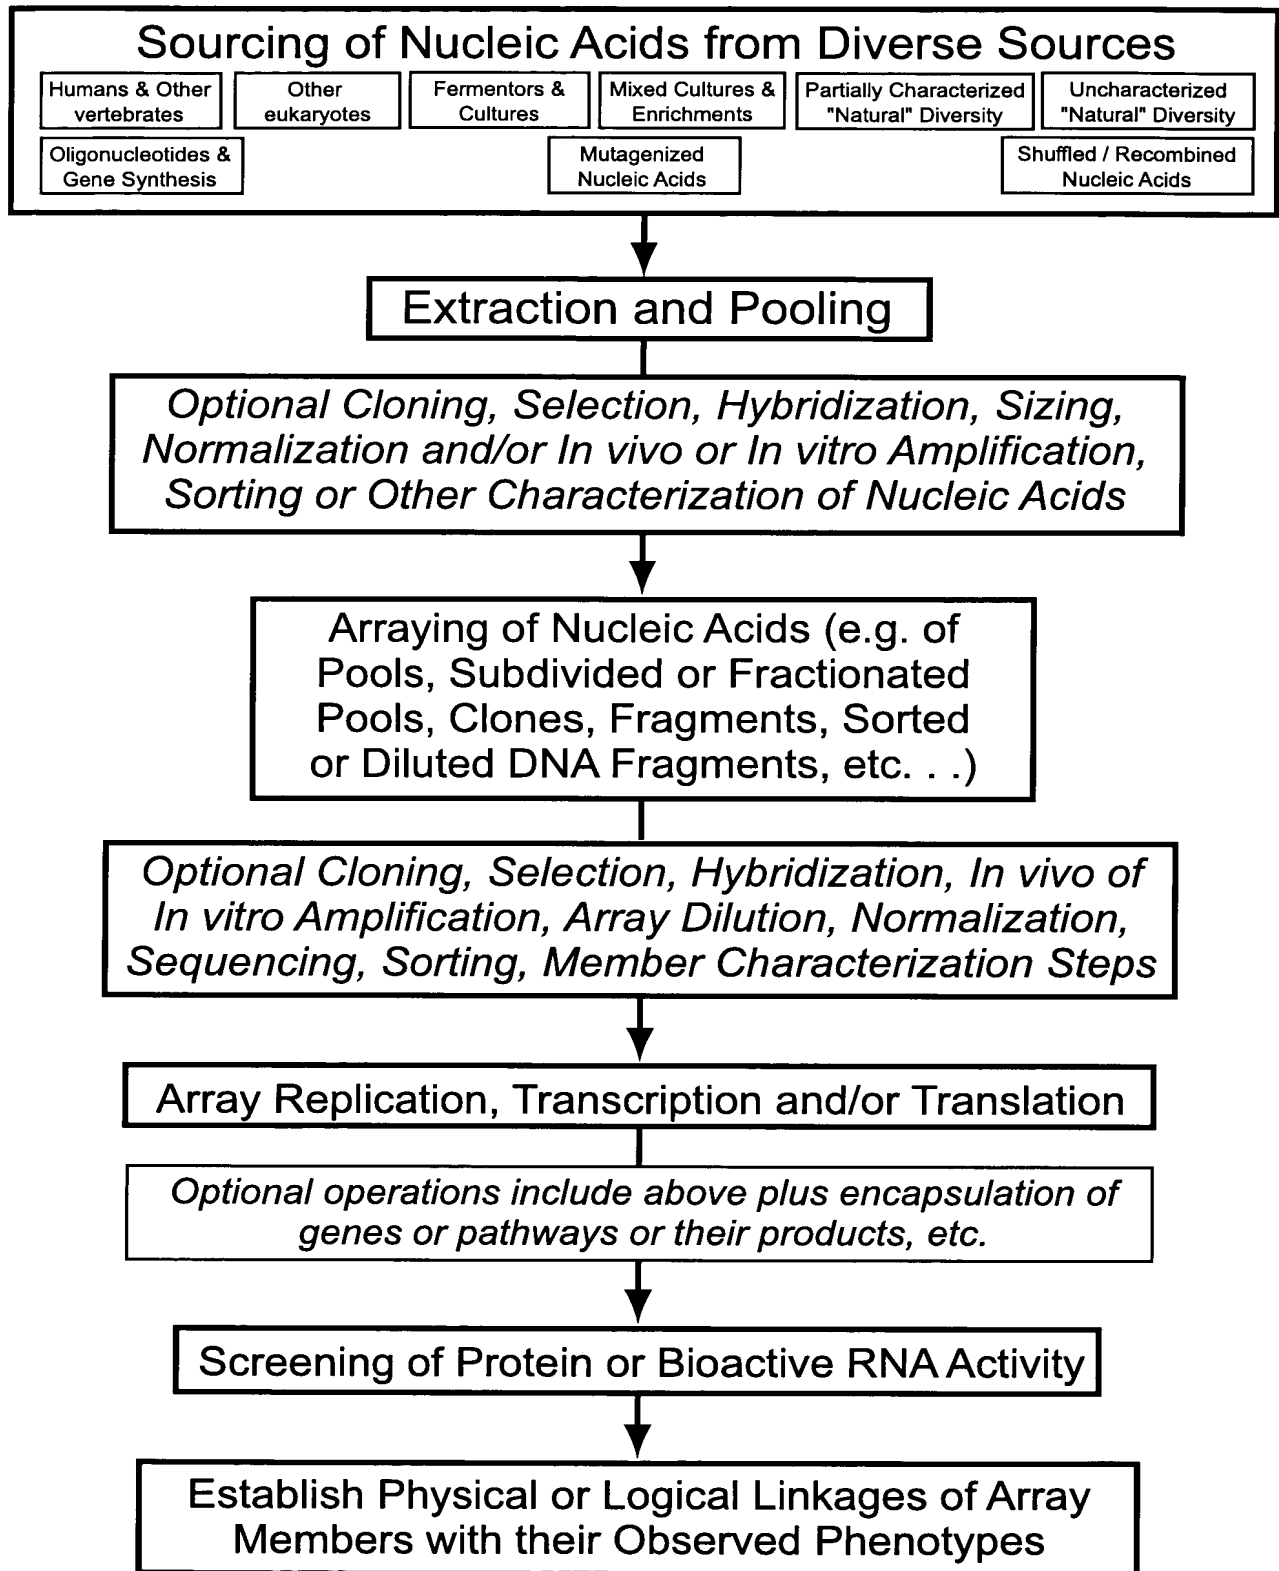 Sourcing of Nucleic Acids from Diverse Sources
Humans & Other
vertebrates
Other
eukaryotes
Fermentors &
Cultures
Mixed Cultures &
Enrichments
Partially Characterized
"Natural" Diversity
Uncharacterized
"Natural" Diversity
Oligonucleotides &
Gene Synthesis
Mutagenized
Nucleic Acids
Shuffled / Recombined
Nucleic Acids
Extraction and Pooling
Optional Cloning, Selection, Hybridization, Sizing,
Normalization and/or In vivo or In vitro Amplification,
Sorting or Other Characterization of Nucleic Acids
Arraying of Nucleic Acids (e.g. of
Pools, Subdivided or Fractionated
Pools, Clones, Fragments, Sorted
or Diluted DNA Fragments, etc. . .)
Optional Cloning, Selection, Hybridization, In vivo of
In vitro Amplification, Array Dilution, Normalization,
Sequencing, Sorting, Member Characterization Steps
Array Replication, Transcription and/or Translation
Optional operations include above plus encapsulation of
genes or pathways or their products, etc.
Screening of Protein or Bioactive RNA Activity
Establish Physical or Logical Linkages of Array
Members with their Observed Phenotypes